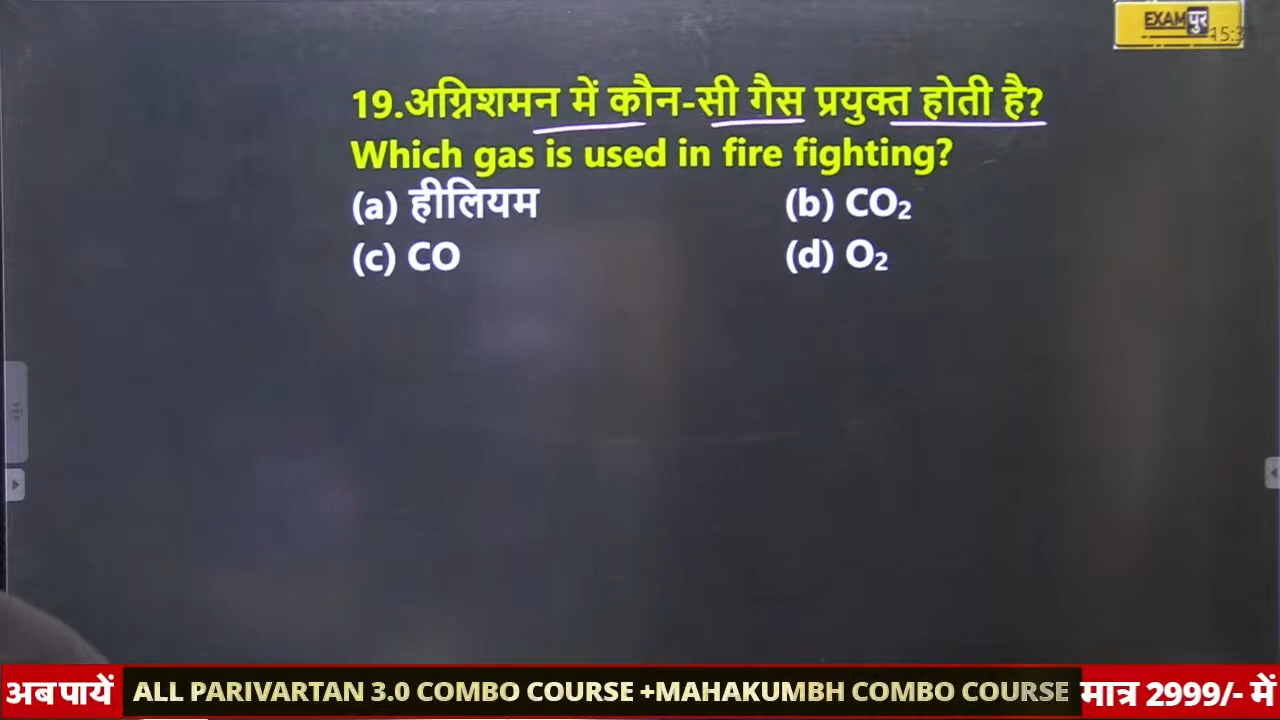 EXAM पुर
19.अग्निशमन में कौन-सी गैस प्रयुक्त होती है?
Which gas is used in fire fighting?
(a) हीलियम (b) CO₂
(c) CO (d) O₂
अब पायें ALL PARIVARTAN 3.0 COMBO COURSE +MAHAKUMBH COMBO COURSE मात्र 2999/- में